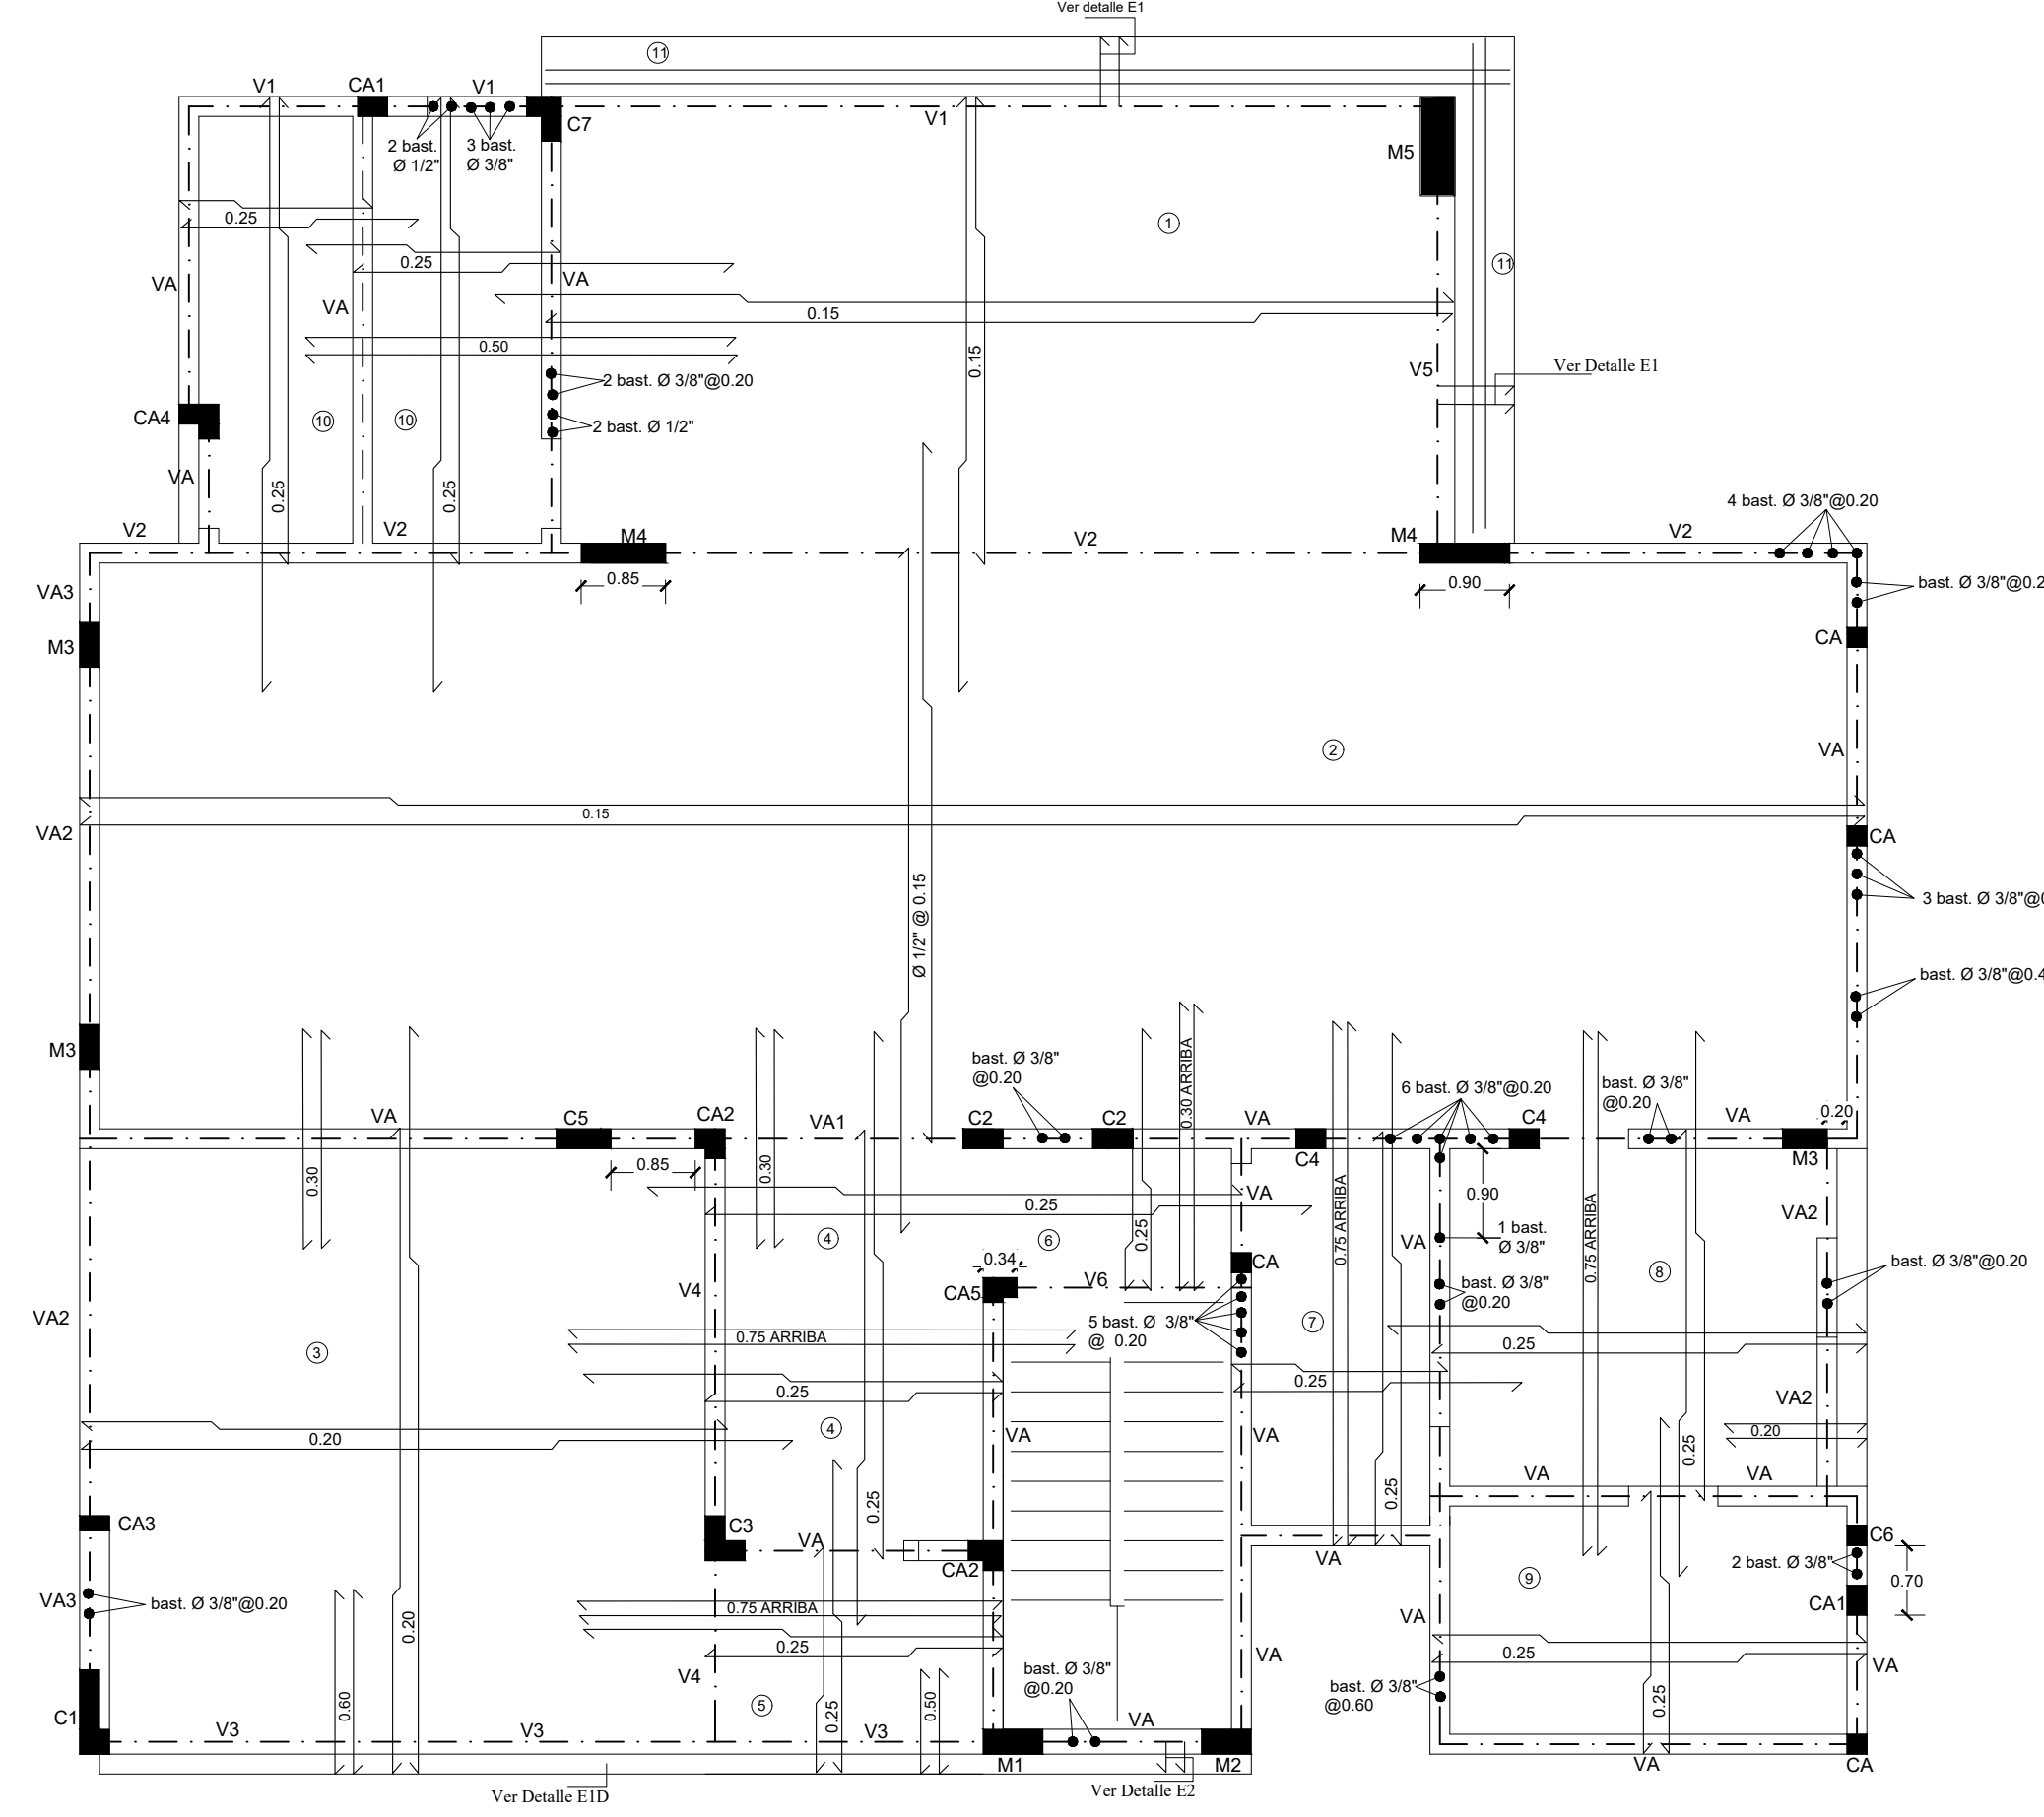 Ver detalle E1
11
V1
CA1
V1
C7
V1
M5
2 bast.
Ø 1/2"
3 bast.
Ø 3/8"
0.25
1
0.25
VA
VA
VA
11
0.15
0.50
0.15
V5
Ver Detalle E1
2 bast. Ø 3/8"@0.20
CA4
10
10
2 bast. Ø 1/2"
VA
0.25
0.25
4 bast. Ø 3/8"@0.20
V2
V2
M4
V2
M4
V2
0.85
0.90
VA3
bast. Ø 3/8"@0.2
M3
CA
2
VA
0.15
VA2
CA
3 bast. Ø 3/8"@0
Ø 1/2" @ 0.15
bast. Ø 3/8"@0.4
M3
bast. Ø 3/8"
@0.20
0.30 ARRIBA
6 bast. Ø 3/8"@0.20
bast. Ø 3/8"
@0.20
VA
C5
CA2
VA1
C2
C2
VA
C4
C4
VA
0.20
M3
0.30
0.85
0.30
VA
0.25
0.75 ARRIBA
0.90
0.75 ARRIBA
VA2
4
6
0.25
VA
1 bast.
Ø 3/8"
8
0.34
V6
CA
bast. Ø 3/8"@0.20
V4
CA5
bast. Ø 3/8"
@0.20
VA2
5 bast. Ø 3/8"
@ 0.20
7
3
0.75 ARRIBA
0.25
0.25
0.25
VA2
0.20
4
VA
VA
0.20
0.25
0.25
0.25
VA
VA
CA3
C3
VA
CA2
VA
C6
2 bast. Ø 3/8"
0.70
9
VA3
bast. Ø 3/8"@0.20
0.20
0.75 ARRIBA
VA
CA1
0.25
VA
0.25
VA
V4
bast. Ø 3/8"
@0.20
bast. Ø 3/8"
@0.60
0.60
5
0.25
0.50
0.25
C1
V3
V3
V3
VA
M1
M2
VA
CA
Ver Detalle E1D
Ver Detalle E2